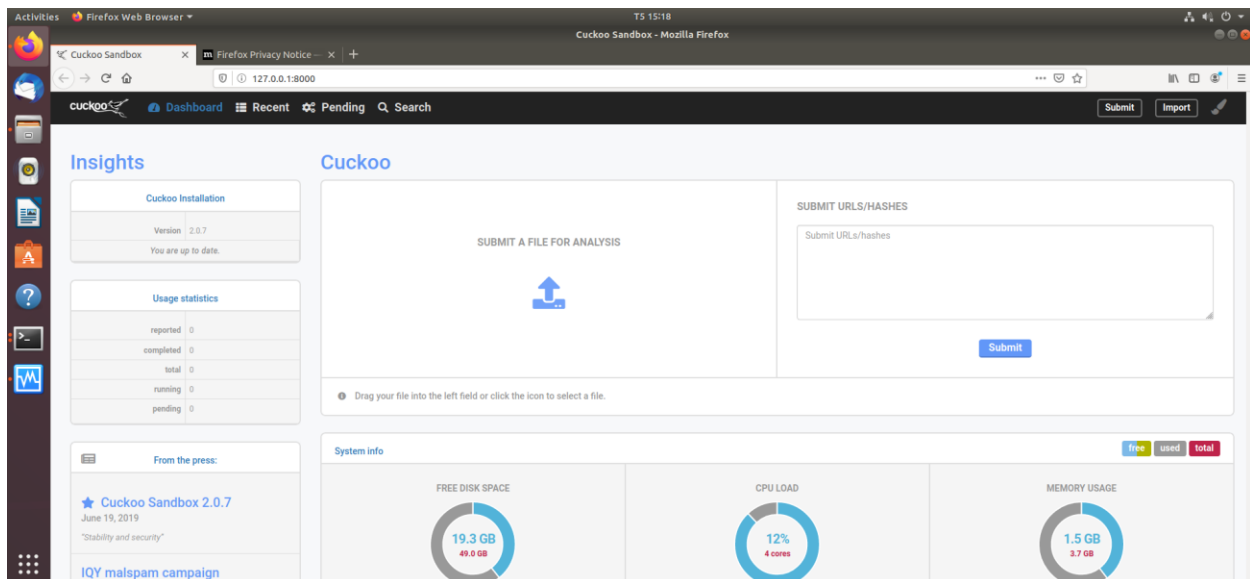 Activities Firefox Web Browser T5 15:18
Cuckoo Sandbox - Mozilla Firefox
Cuckoo Sandbox Firefox Privacy Notice —
127.0.0.1:8000
cuckoo Dashboard Recent Pending Search Submit Import
Insights
Cuckoo Installation
Version 2.0.7
You are up to date.
Usage statistics
reported 0
completed 0
total 0
running 0
pending 0
From the press:
Cuckoo Sandbox 2.0.7
June 19, 2019
"Stability and security"
IQY malspam campaign
Cuckoo
SUBMIT A FILE FOR ANALYSIS
SUBMIT URLS/HASHES
Submit URLs/hashes
Submit
Drag your file into the left field or click the icon to select a file.
System info free used total
FREE DISK SPACE
19.3 GB
49.0 GB
CPU LOAD
12%
4 cores
MEMORY USAGE
1.5 GB
3.7 GB